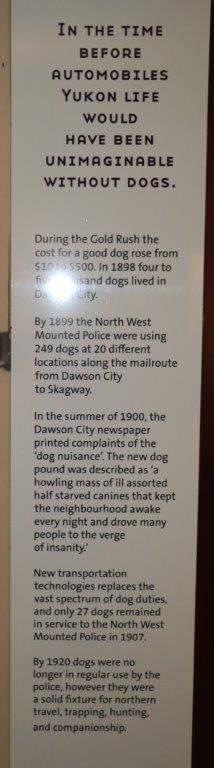 IN THE TIME
BEFORE
AUTOMOBILES
YUKON LIFE
WOULD
HAVE BEEN
UNIMAGINABLE
WITHOUT DOGS.
During the Gold Rush the
cost for a good dog rose from
$10 to $500. In 1898 four to
five thousand dogs lived in
Dawson City.
By 1899 the North West
Mounted Police were using
249 dogs at 20 different
locations along the mailroute
from Dawson City
to Skagway.
In the summer of 1900, the
Dawson City newspaper
printed complaints of the
'dog nuisance'. The new dog
pound was described as 'a
howling mass of ill assorted
half starved canines that kept
the neighbourhood awake
every night and drove many
people to the verge
of insanity.'
New transportation
technologies replaces the
vast spectrum of dog duties,
and only 27 dogs remained
in service to the North West
Mounted Police in 1907.
By 1920 dogs were no
longer in regular use by the
police, however they were
a solid fixture for northern
travel, trapping, hunting,
and companionship.